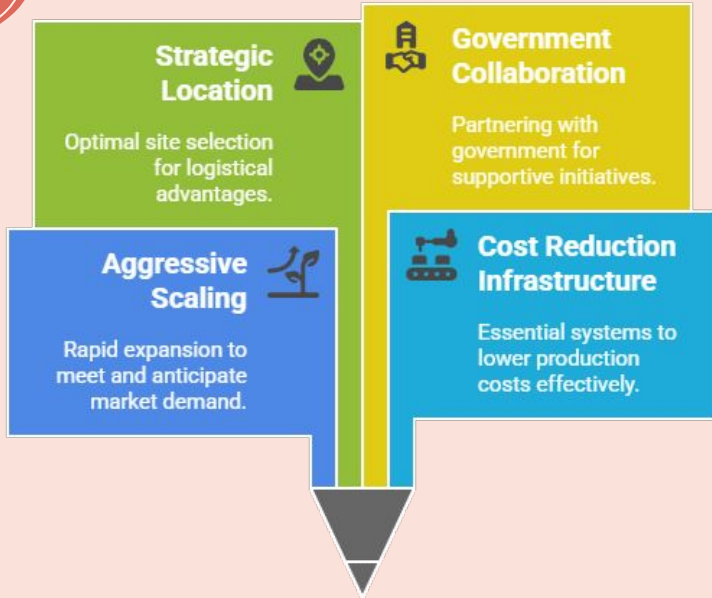 Strategic
Location
Optimal site selection
for logistical
advantages.
Government
Collaboration
Partnering with
government for
supportive initiatives.
Aggressive
Scaling
Rapid expansion to
meet and anticipate
market demand.
Cost Reduction
Infrastructure
Essential systems to
lower production
costs effectively.